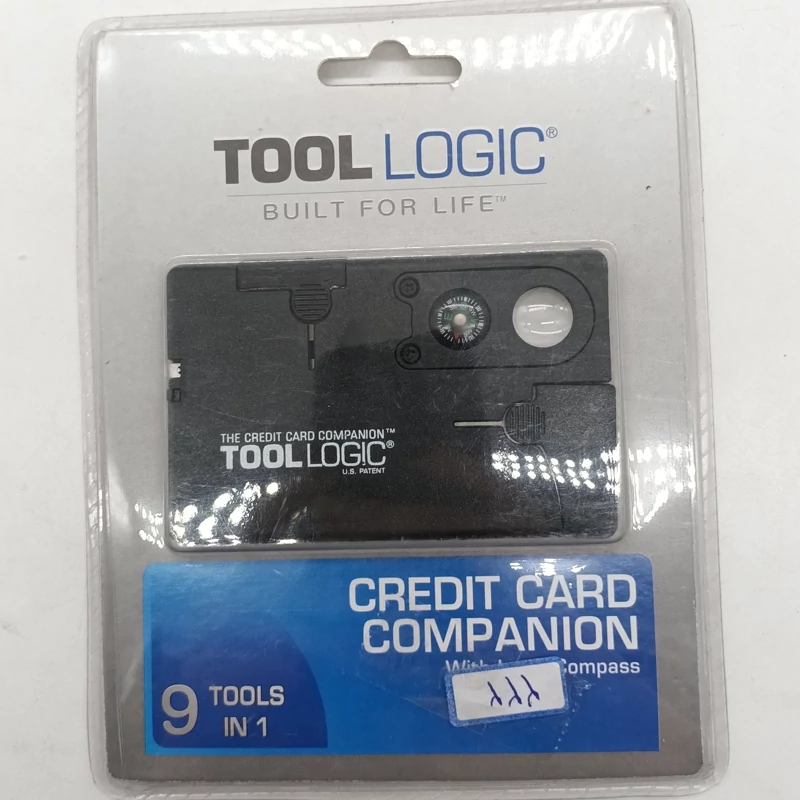 TOOL LOGIC®
BUILT FOR LIFE™
THE CREDIT CARD COMPANION™
TOOL LOGIC®
U.S. PATENT
CREDIT CARD
COMPANION
With Compass
9 TOOLS
IN 1